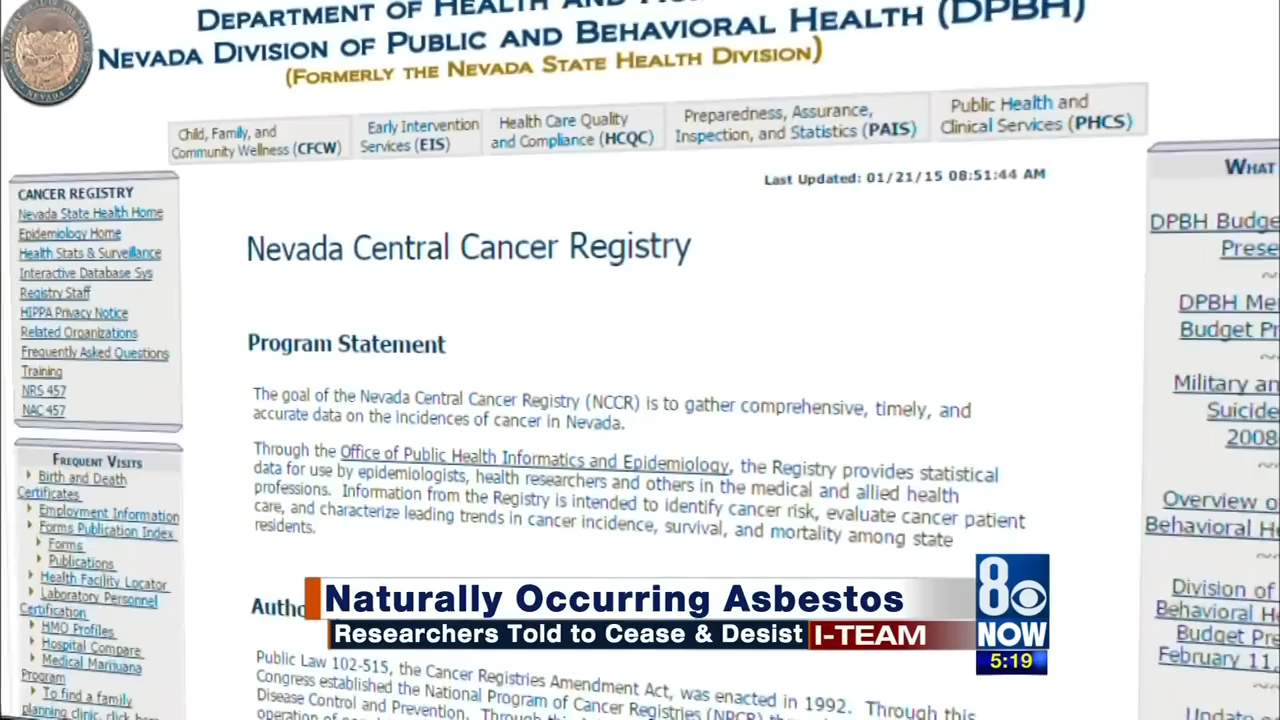 DEPARTMENT OF HEALTH AND
NEVADA DIVISION OF PUBLIC AND BEHAVIORAL HEALTH (DPBH)
(FORMERLY THE NEVADA STATE HEALTH DIVISION)
Child, Family, and
Community Wellness (CFCW)
Early Intervention
Services (EIS)
Health Care Quality
and Compliance (HCQC)
Preparedness, Assurance,
Inspection, and Statistics (PAIS)
Public Health and
Clinical Services (PHCS)
Last Updated: 01/21/15 08:51:44 AM
CANCER REGISTRY
Nevada State Health Home
Epidemiology Home
Health Stats & Surveillance
Interactive Database Sys
Registry Staff
HIPPA Privacy Notice
Related Organizations
Frequently Asked Questions
Training
NRS 457
NAC 457
FREQUENT VISITS
Birth and Death
Certificates
Employment Information
Forms Publication Index
Forms
Publications
Health Facility Locator
Laboratory Personnel
Certification
HMO Profiles
Hospital Compare
Medical Marijuana
Program
To find a family
planning clinic, click here
Nevada Central Cancer Registry
Program Statement
The goal of the Nevada Central Cancer Registry (NCCR) is to gather comprehensive, timely, and
accurate data on the incidences of cancer in Nevada.
Through the Office of Public Health Informatics and Epidemiology, the Registry provides statistical
data for use by epidemiologists, health researchers and others in the medical and allied health
professions. Information from the Registry is intended to identify cancer risk, evaluate cancer patient
care, and characterize leading trends in cancer incidence, survival, and mortality among state
residents.
Autho
Public Law 102-515, the Cancer Registries Amendment Act, was enacted in 1992. Through this
Congress established the National Program of Cancer Registries (NPCR)
Disease Control and Prevention. Through this
operation of
WHAT
DPBH Budge
Prese
DPBH Me
Budget Pr
Military an
Suicide
2008
Overview o
Behavioral He
Division of
Behavioral H
Budget Pre
February 11,
Update
Naturally Occurring Asbestos
Researchers Told to Cease & Desist I-TEAM
8
NOW
5:19